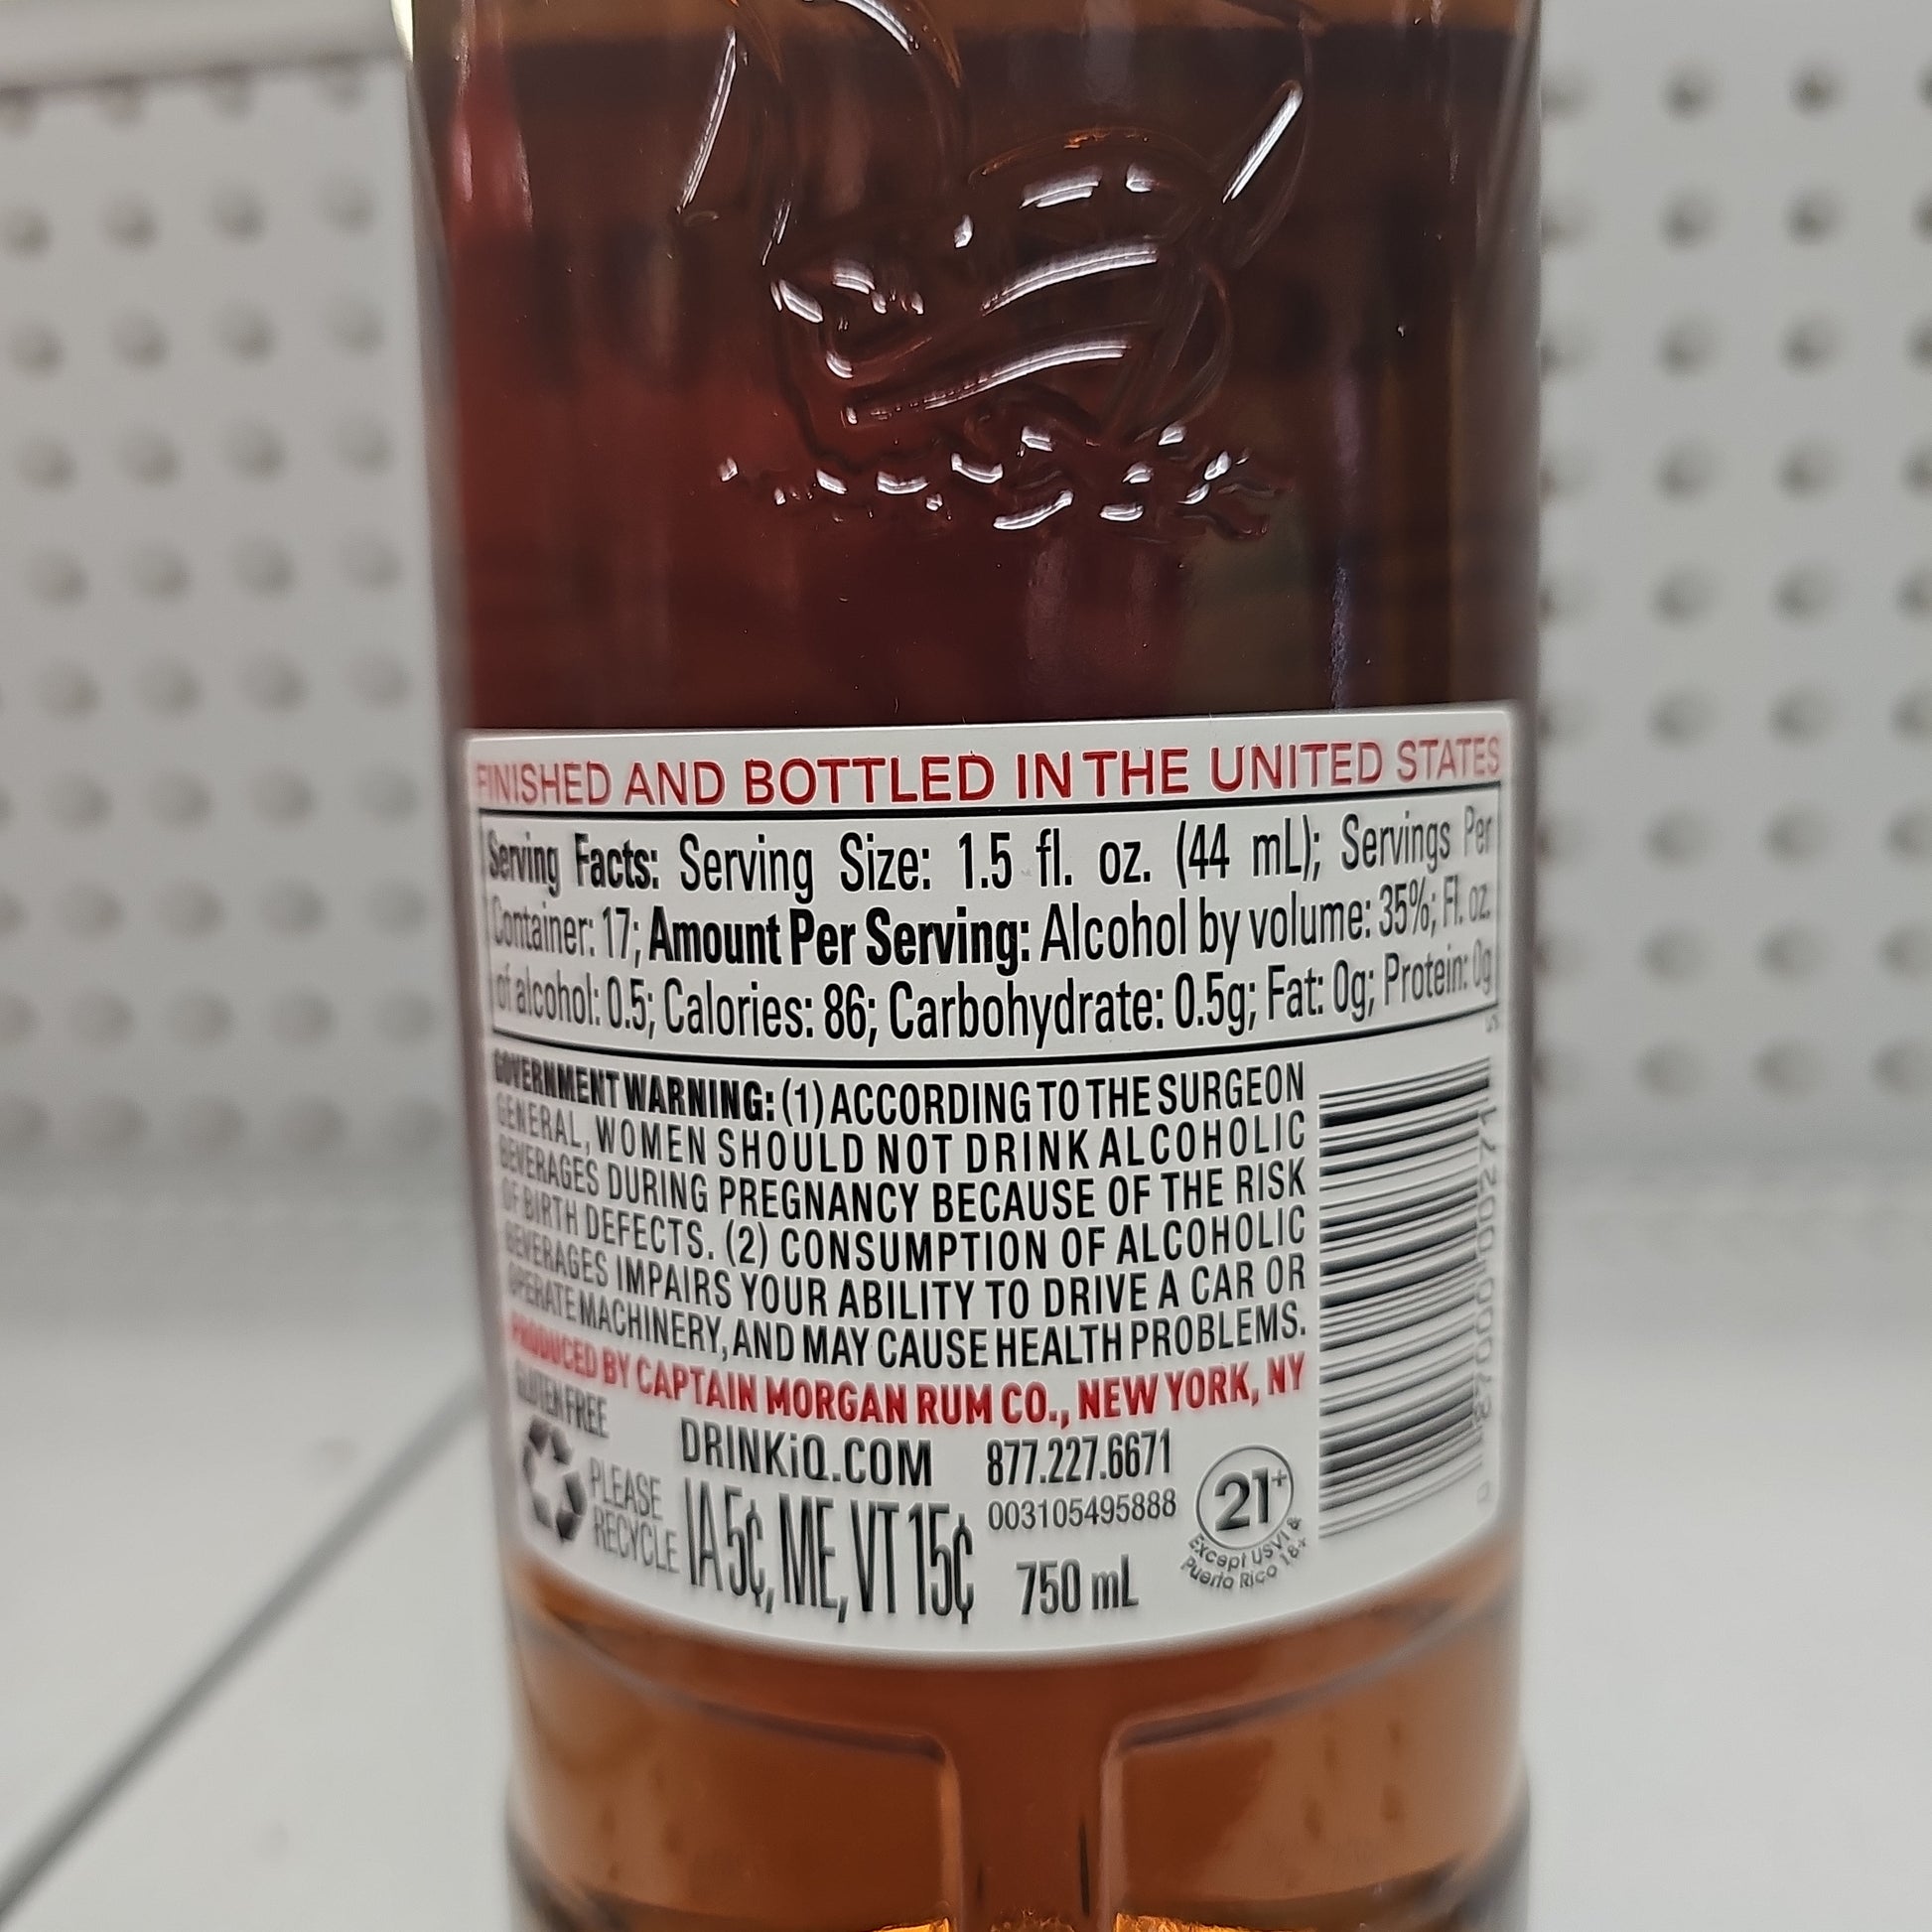 FINISHED AND BOTTLED IN THE UNITED STATES
Serving Facts: Serving Size: 1.5 fl. oz. (44 mL); Servings Per
Container: 17; Amount Per Serving: Alcohol by volume: 35%; Fl. oz.
of alcohol: 0.5; Calories: 86; Carbohydrate: 0.5g; Fat: 0g; Protein: 0g
GOVERNMENT WARNING: (1) ACCORDING TO THE SURGEON
GENERAL, WOMEN SHOULD NOT DRINK ALCOHOLIC
BEVERAGES DURING PREGNANCY BECAUSE OF THE RISK
OF BIRTH DEFECTS. (2) CONSUMPTION OF ALCOHOLIC
BEVERAGES IMPAIRS YOUR ABILITY TO DRIVE A CAR OR
OPERATE MACHINERY, AND MAY CAUSE HEALTH PROBLEMS.
PRODUCED BY CAPTAIN MORGAN RUM CO., NEW YORK, NY
GLUTEN FREE
PLEASE
RECYCLE
DRINKiQ.COM
877.227.6671
003105495888
IA 5¢, ME, VT 15¢
750 mL
21+
Except USVI &
Puerto Rico 18+